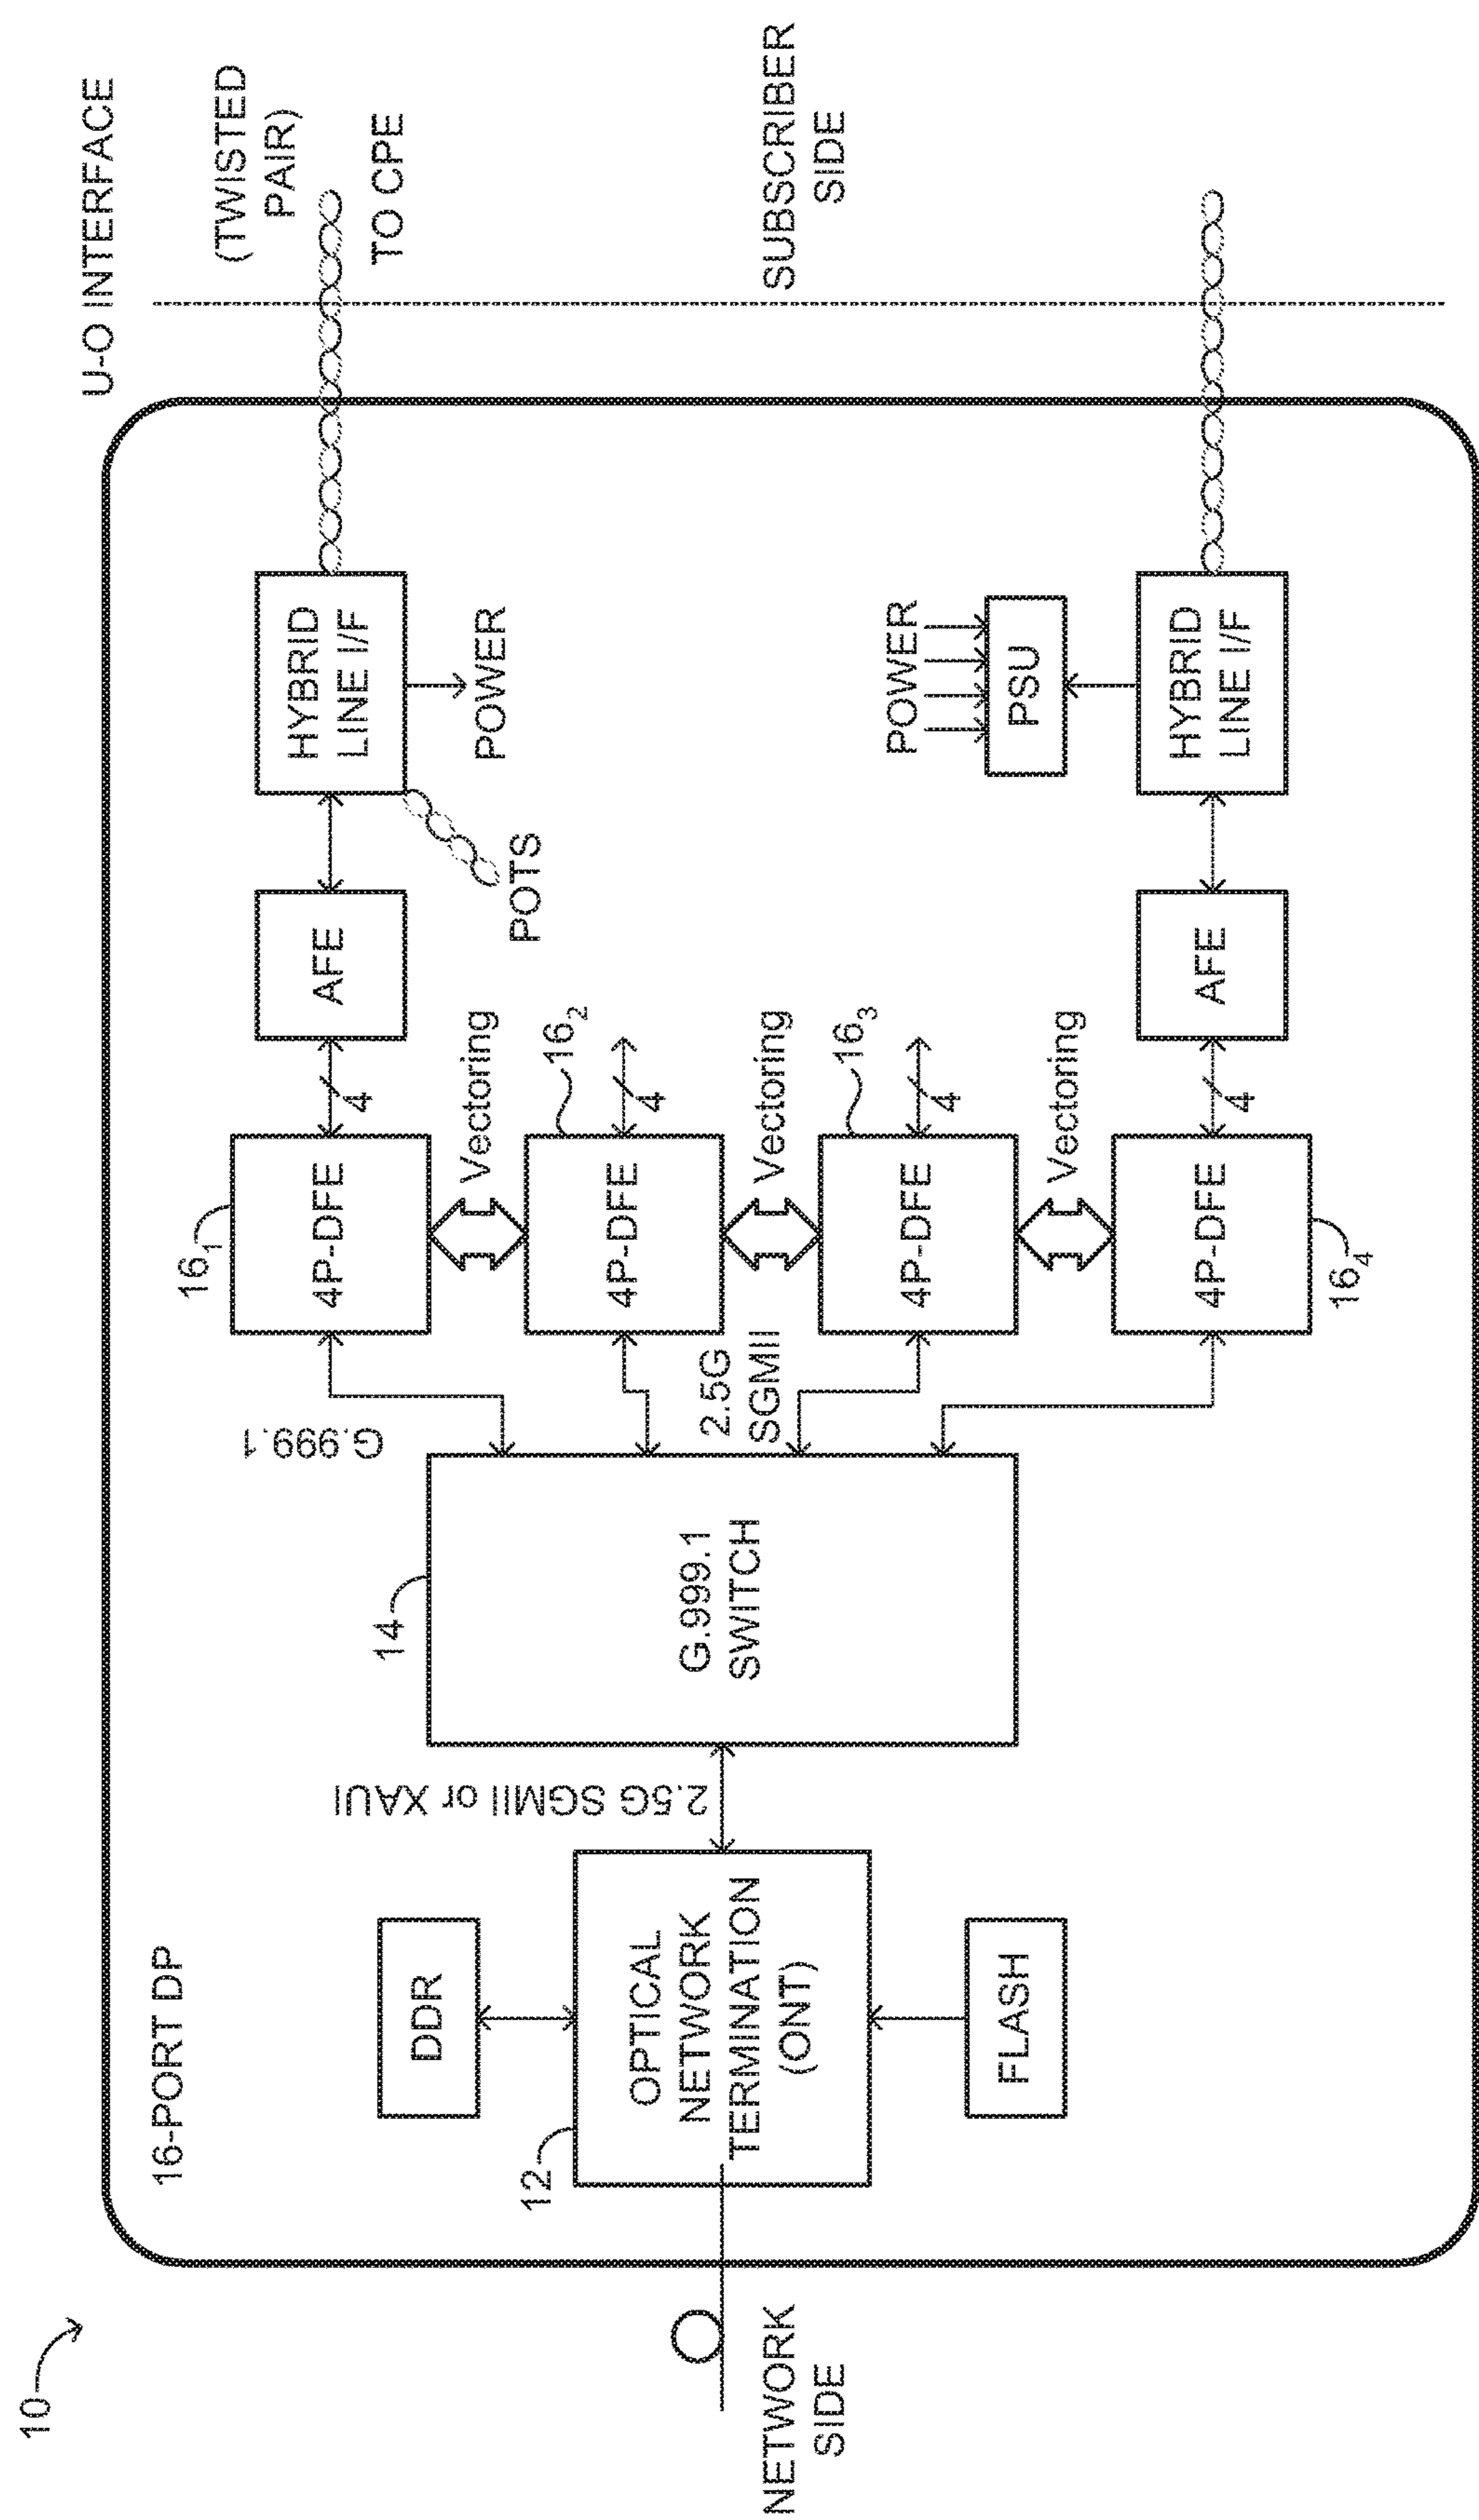 10
16-PORT DP
U-O INTERFACE
(TWISTED
PAIR)
TO CPE
SUBSCRIBER
SIDE
NETWORK
SIDE
12
OPTICAL
NETWORK
TERMINATION
(ONT)
DDR
FLASH
2.5G SGMII or XAUI
14
G.999.1
SWITCH
G.999.1
2.5G
SGMII
16₁
4P-DFE
4
Vectoring
16₂
4P-DFE
4
Vectoring
16₃
4P-DFE
4
Vectoring
16₄
4P-DFE
4
AFE
POTS
HYBRID
LINE I/F
POWER
AFE
POWER
PSU
HYBRID
LINE I/F